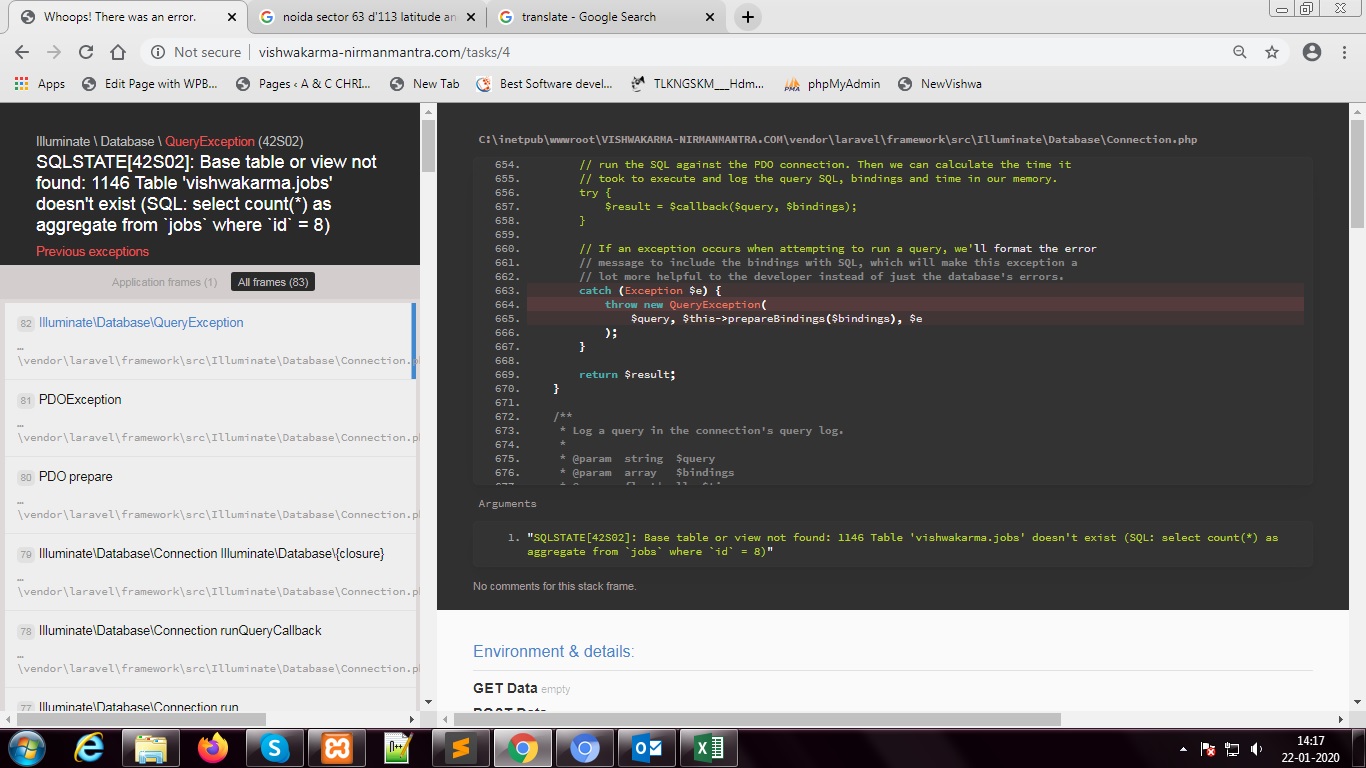 Whoops! There was an error.
noida sector 63 d'113 latitude an
translate - Google Search
Not secure
vishwakarma-nirmanmantra.com/tasks/4
Apps
Edit Page with WPB...
Pages ‹ A & C CHRI...
New Tab
Best Software devel...
TLKNGSKM___Hdm...
phpMyAdmin
NewVishwa
Illuminate \ Database \ QueryException (42S02)
SQLSTATE[42S02]: Base table or view not
found: 1146 Table 'vishwakarma.jobs'
doesn't exist (SQL: select count(*) as
aggregate from `jobs` where `id` = 8)
Previous exceptions
Application frames (1)
All frames (83)
82 Illuminate\Database\QueryException
…
\vendor\laravel\framework\src\Illuminate\Database\Connection.ph
81 PDOException
…
\vendor\laravel\framework\src\Illuminate\Database\Connection.ph
80 PDO prepare
…
\vendor\laravel\framework\src\Illuminate\Database\Connection.ph
79 Illuminate\Database\Connection Illuminate\Database\{closure}
…
\vendor\laravel\framework\src\Illuminate\Database\Connection.ph
78 Illuminate\Database\Connection runQueryCallback
…
\vendor\laravel\framework\src\Illuminate\Database\Connection.ph
77 Illuminate\Database\Connection run
C:\inetpub\wwwroot\VISHWAKARMA-NIRMANMANTRA.COM\vendor\laravel\framework\src\Illuminate\Database\Connection.php
654. // run the SQL against the PDO connection. Then we can calculate the time it
655. // took to execute and log the query SQL, bindings and time in our memory.
656. try {
657. $result = $callback($query, $bindings);
658. }
659.
660. // If an exception occurs when attempting to run a query, we'll format the error
661. // message to include the bindings with SQL, which will make this exception a
662. // lot more helpful to the developer instead of just the database's errors.
663. catch (Exception $e) {
664. throw new QueryException(
665. $query, $this->prepareBindings($bindings), $e
666. );
667. }
668.
669. return $result;
670. }
671.
672. /**
673. * Log a query in the connection's query log.
674. *
675. * @param string $query
676. * @param array $bindings
Arguments
1. "SQLSTATE[42S02]: Base table or view not found: 1146 Table 'vishwakarma.jobs' doesn't exist (SQL: select count(*) as
aggregate from `jobs` where `id` = 8)"
No comments for this stack frame.
Environment & details:
GET Data empty
POST Data
14:17
22-01-2020